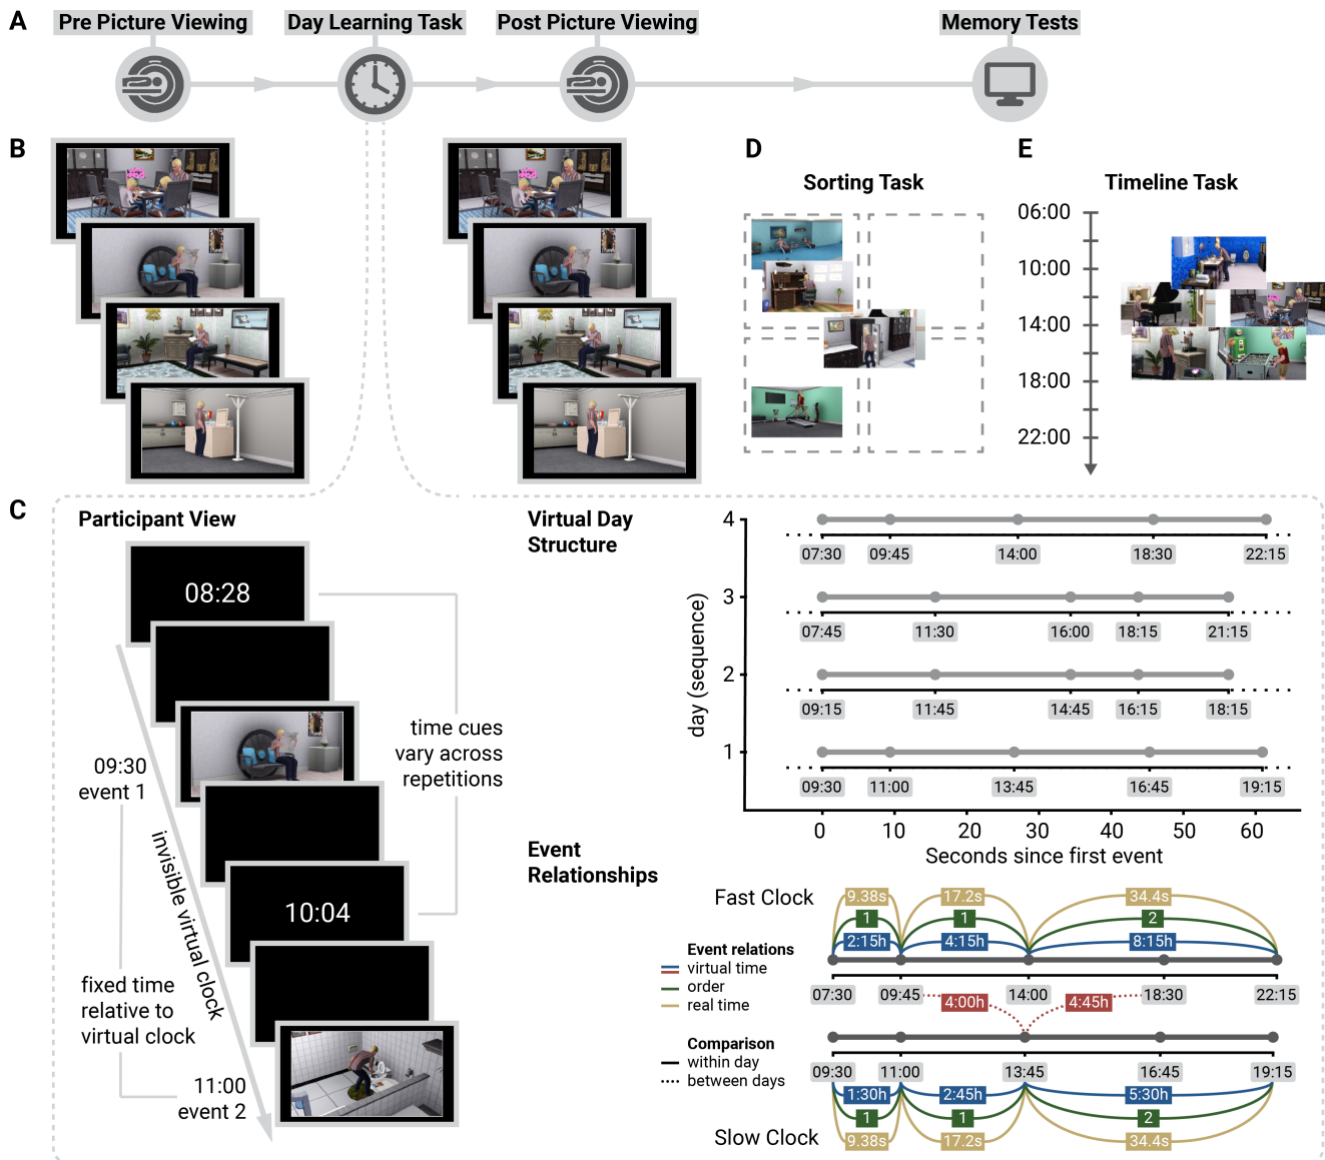 A
Pre Picture Viewing
Day Learning Task
Post Picture Viewing
Memory Tests
B
D
E
Sorting Task
Timeline Task
06:00
10:00
14:00
18:00
22:00
C
Participant View
08:28
09:30
event 1
10:04
11:00
event 2
invisible virtual clock
time cues
vary across
repetitions
fixed time
relative to
virtual clock
Virtual Day
Structure
day (sequence)
4
07:30 09:45 14:00 18:30 22:15
3
07:45 11:30 16:00 18:15 21:15
2
09:15 11:45 14:45 16:15 18:15
1
09:30 11:00 13:45 16:45 19:15
0 10 20 30 40 50 60
Seconds since first event
Event
Relationships
Fast Clock
9.38s 17.2s 34.4s
1 1 2
2:15h 4:15h 8:15h
07:30 09:45 14:00 18:30 22:15
4:00h 4:45h
Event relations
virtual time
order
real time
Comparison
within day
between days
09:30 11:00 13:45 16:45 19:15
1:30h 2:45h 5:30h
1 1 2
9.38s 17.2s 34.4s
Slow Clock